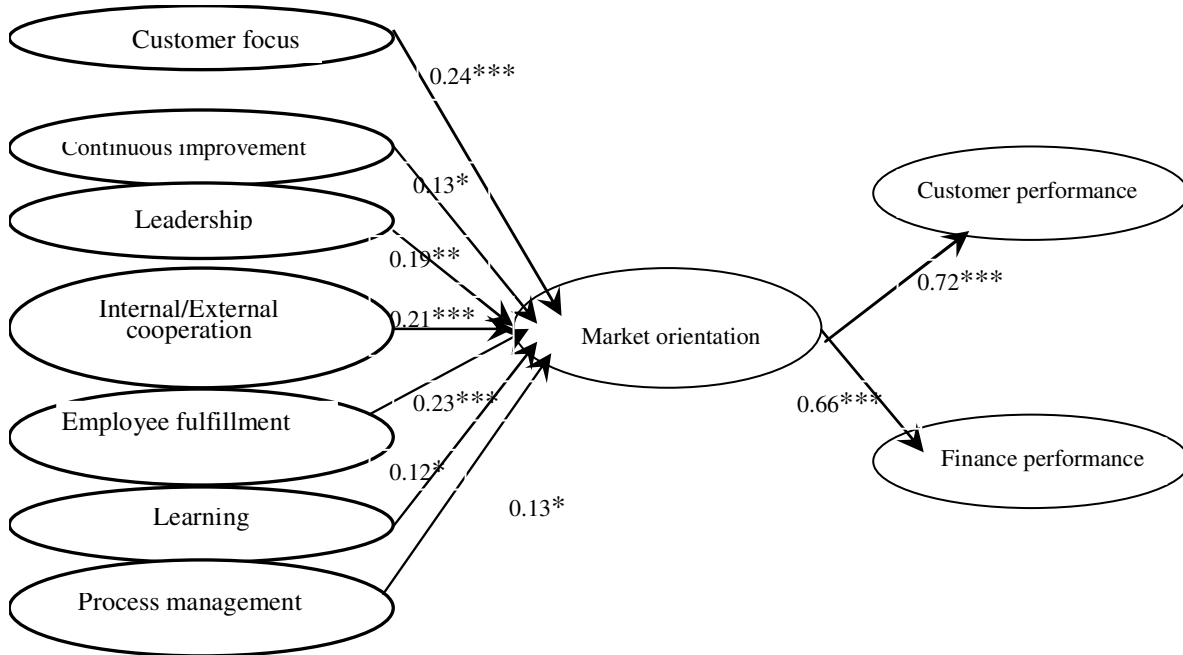 Customer focus
0.24***
Continuous improvement
0.13*
Leadership
0.19**
Internal/External
cooperation
0.21***
Employee fulfillment
0.23***
Learning
0.12*
Process management
0.13*
Market orientation
Customer performance
0.72***
0.66***
Finance performance